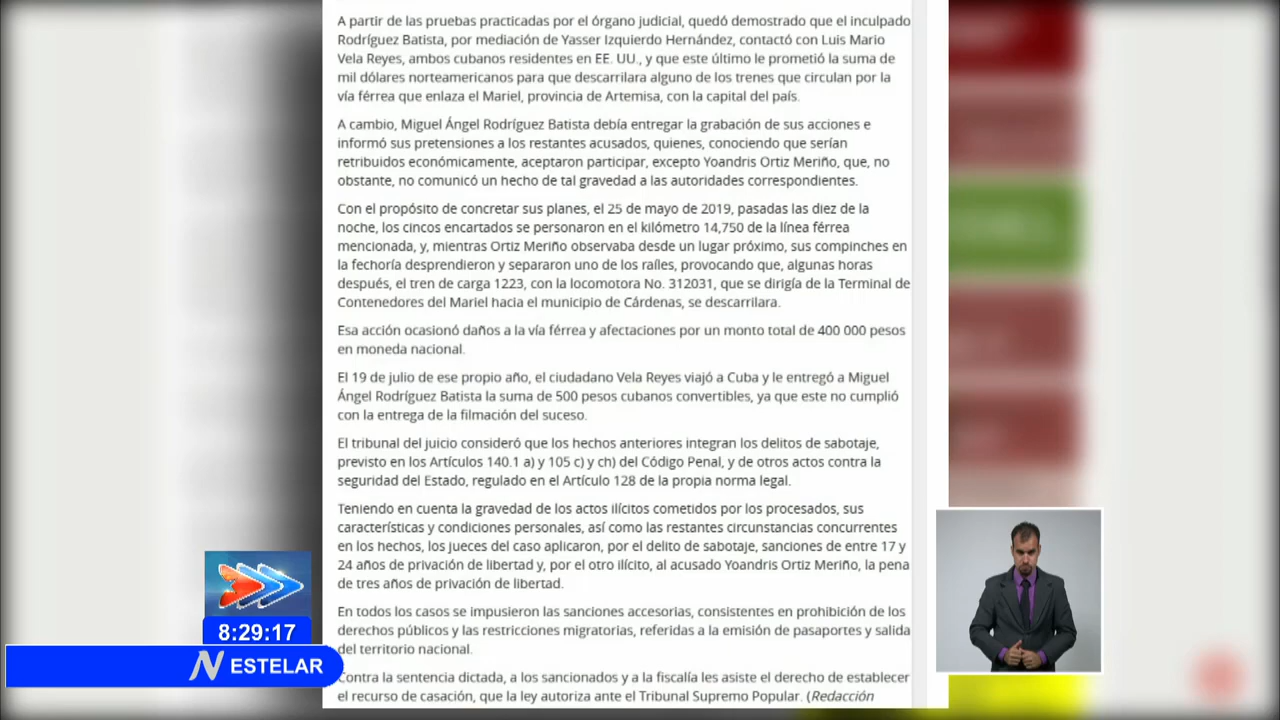 A partir de las pruebas practicadas por el órgano judicial, quedó demostrado que el inculpado
Rodríguez Batista, por mediación de Yasser Izquierdo Hernández, contactó con Luis Mario
Vela Reyes, ambos cubanos residentes en EE. UU., y que este último le prometió la suma de
mil dólares norteamericanos para que descarrilara alguno de los trenes que circulan por la
vía férrea que enlaza el Mariel, provincia de Artemisa, con la capital del país.
A cambio, Miguel Ángel Rodríguez Batista debía entregar la grabación de sus acciones e
informó sus pretensiones a los restantes acusados, quienes, conociendo que serían
retribuidos económicamente, aceptaron participar, excepto Yoandris Ortiz Meriño, que, no
obstante, no comunicó un hecho de tal gravedad a las autoridades correspondientes.
Con el propósito de concretar sus planes, el 25 de mayo de 2019, pasadas las diez de la
noche, los cincos encartados se personaron en el kilómetro 14,750 de la línea férrea
mencionada, y, mientras Ortiz Meriño observaba desde un lugar próximo, sus compinches en
la fechoría desprendieron y separaron uno de los raíles, provocando que, algunas horas
después, el tren de carga 1223, con la locomotora No. 312031, que se dirigía de la Terminal de
Contenedores del Mariel hacia el municipio de Cárdenas, se descarrilara.
Esa acción ocasionó daños a la vía férrea y afectaciones por un monto total de 400 000 pesos
en moneda nacional.
El 19 de julio de ese propio año, el ciudadano Vela Reyes viajó a Cuba y le entregó a Miguel
Ángel Rodríguez Batista la suma de 500 pesos cubanos convertibles, ya que este no cumplió
con la entrega de la filmación del suceso.
El tribunal del juicio consideró que los hechos anteriores integran los delitos de sabotaje,
previsto en los Artículos 140.1 a) y 105 c) y ch) del Código Penal, y de otros actos contra la
seguridad del Estado, regulado en el Artículo 128 de la propia norma legal.
Teniendo en cuenta la gravedad de los actos ilícitos cometidos por los procesados, sus
características y condiciones personales, así como las restantes circunstancias concurrentes
en los hechos, los jueces del caso aplicaron, por el delito de sabotaje, sanciones de entre 17 y
24 años de privación de libertad y, por el otro ilícito, al acusado Yoandris Ortiz Meriño, la pena
de tres años de privación de libertad.
En todos los casos se impusieron las sanciones accesorias, consistentes en prohibición de los
derechos públicos y las restricciones migratorias, referidas a la emisión de pasaportes y salida
del territorio nacional.
Contra la sentencia dictada, a los sancionados y a la fiscalía les asiste el derecho de establecer
el recurso de casación, que la ley autoriza ante el Tribunal Supremo Popular. (Redacción
8:29:17
N ESTELAR